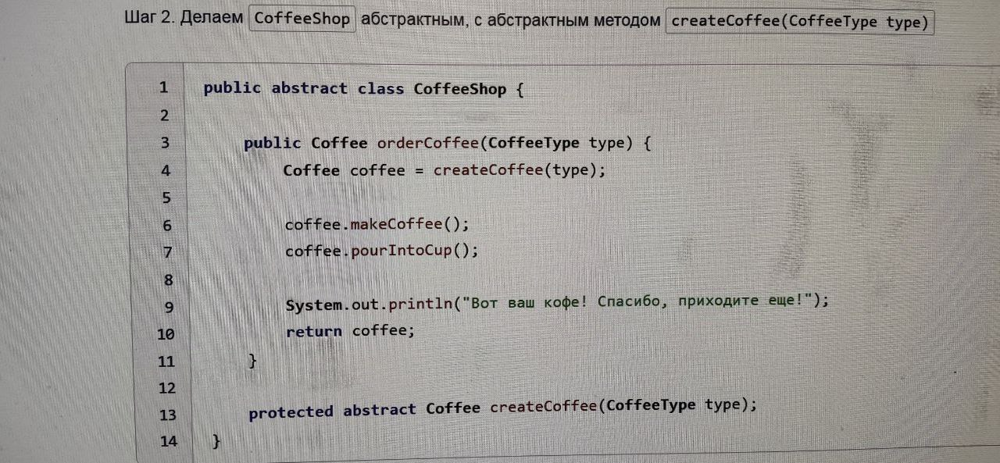 Шаг 2. Делаем CoffeeShop абстрактным, с абстрактным методом createCoffee(CoffeeType type)
1 public abstract class CoffeeShop {
2
3 public Coffee orderCoffee(CoffeeType type) {
4 Coffee coffee = createCoffee(type);
5
6 coffee.makeCoffee();
7 coffee.pourIntoCup();
8
9 System.out.println("Вот ваш кофе! Спасибо, приходите еще!");
10 return coffee;
11 }
12
13 protected abstract Coffee createCoffee(CoffeeType type);
14 }